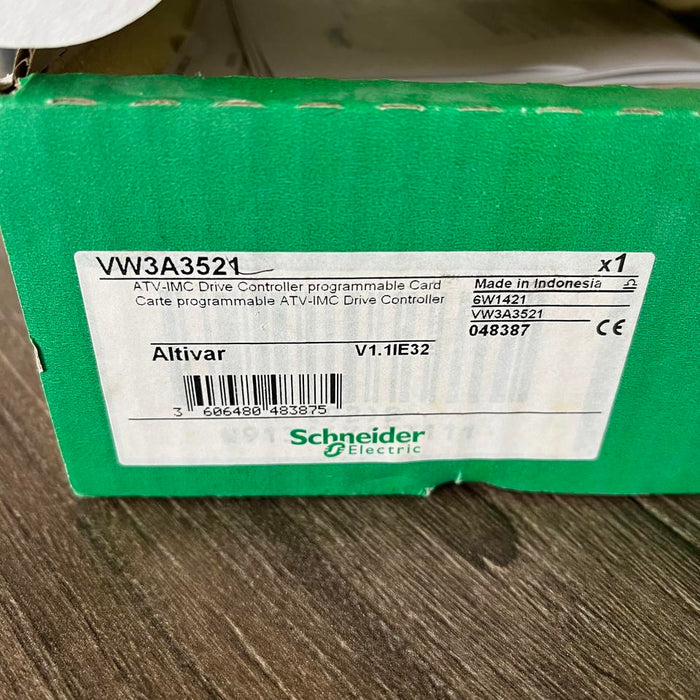 VW3A3521 x1
ATV-IMC Drive Controller programmable Card
Carte programmable ATV-IMC Drive Controller
Made in Indonesia
6W1421
VW3A3521
048387 CE
Altivar V1.1IE32
3 606480 483875
Schneider
Electric